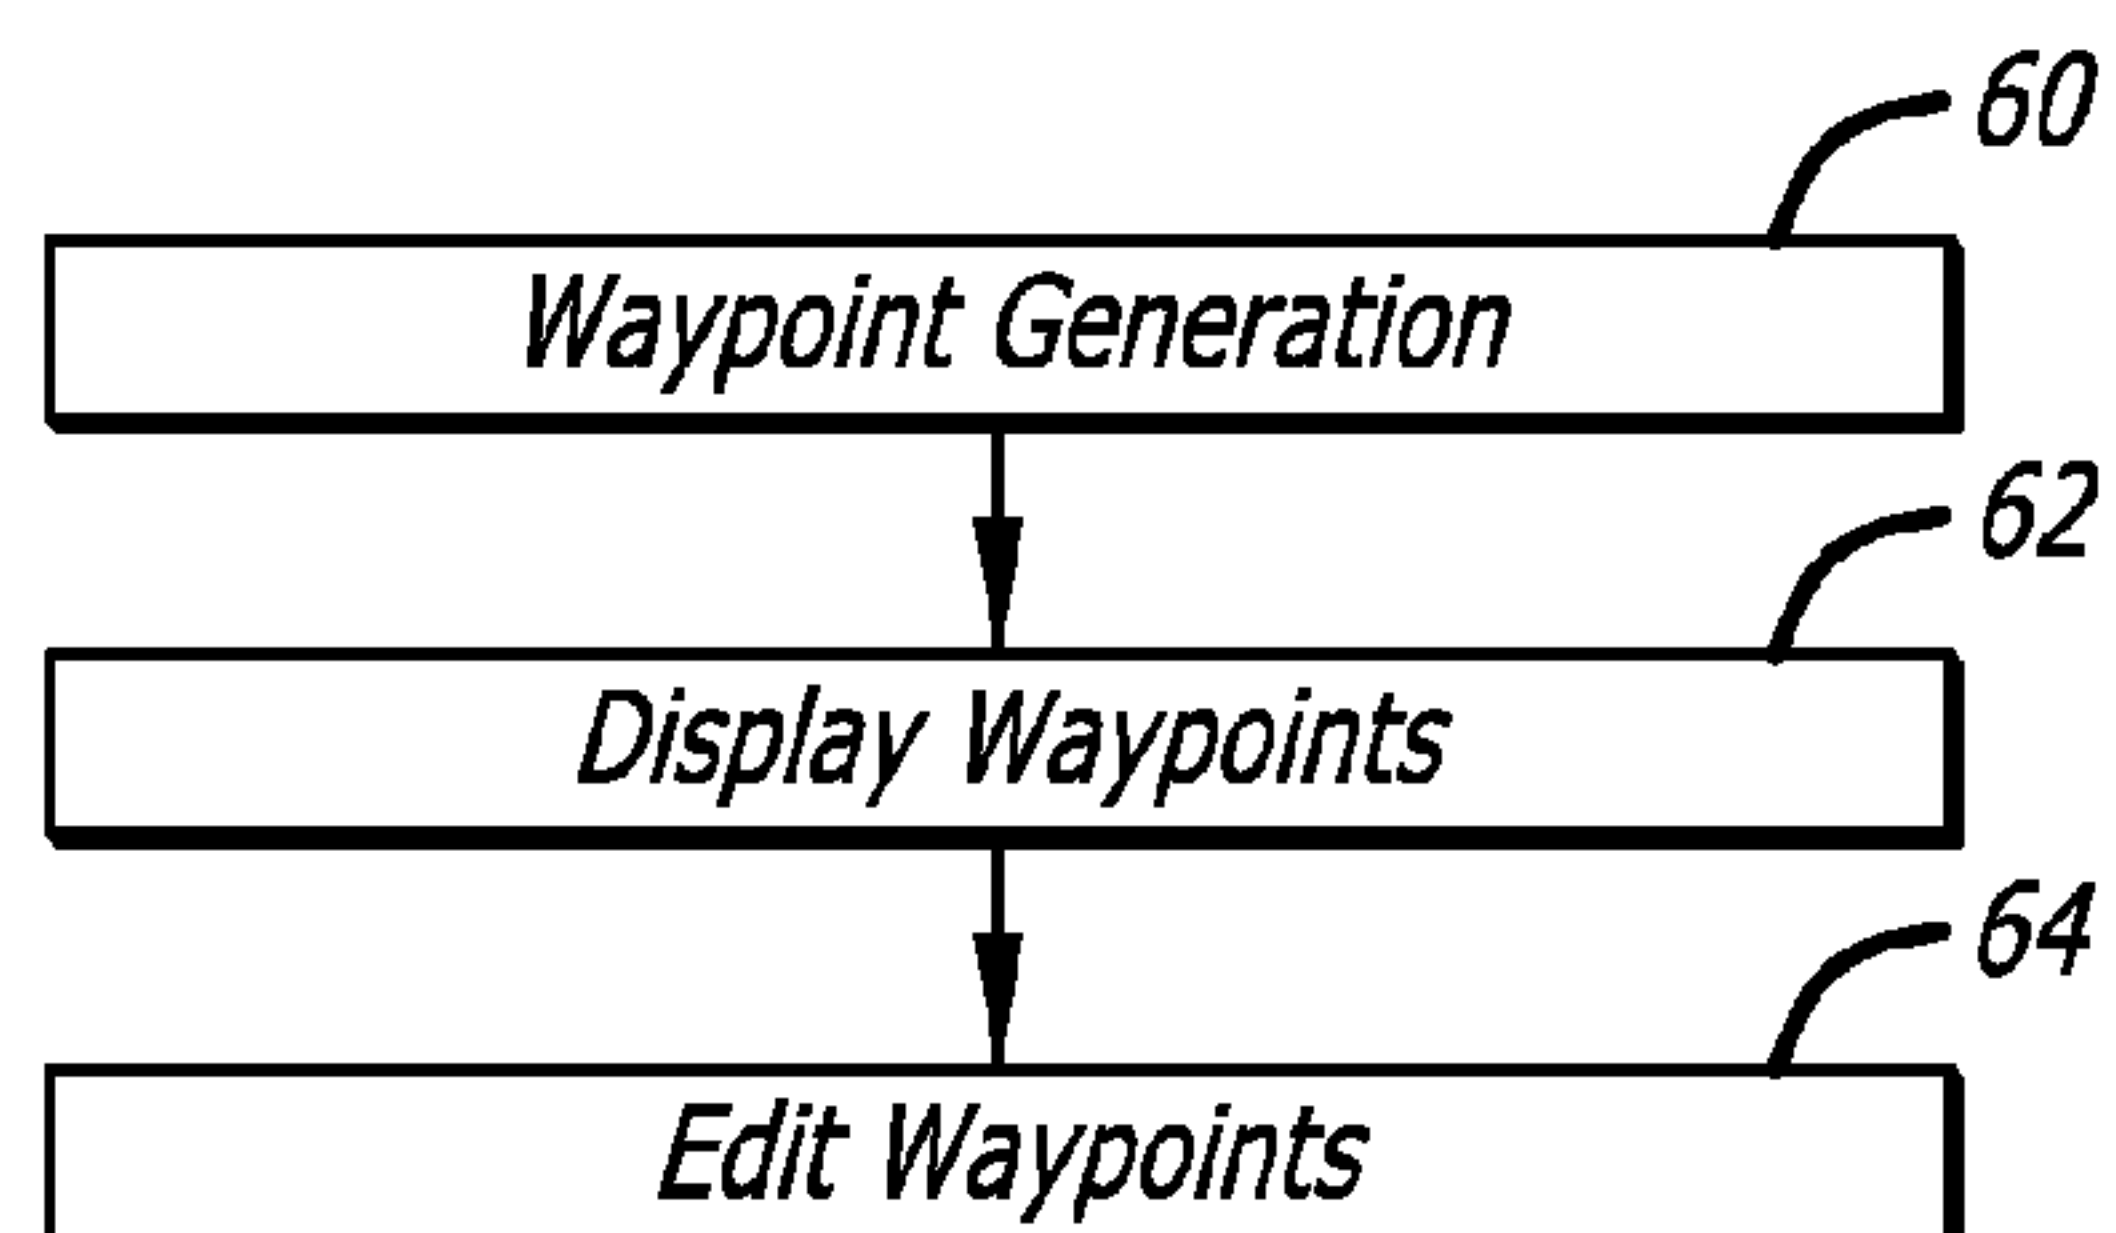 60
Waypoint Generation
62
Display Waypoints
64
Edit Waypoints